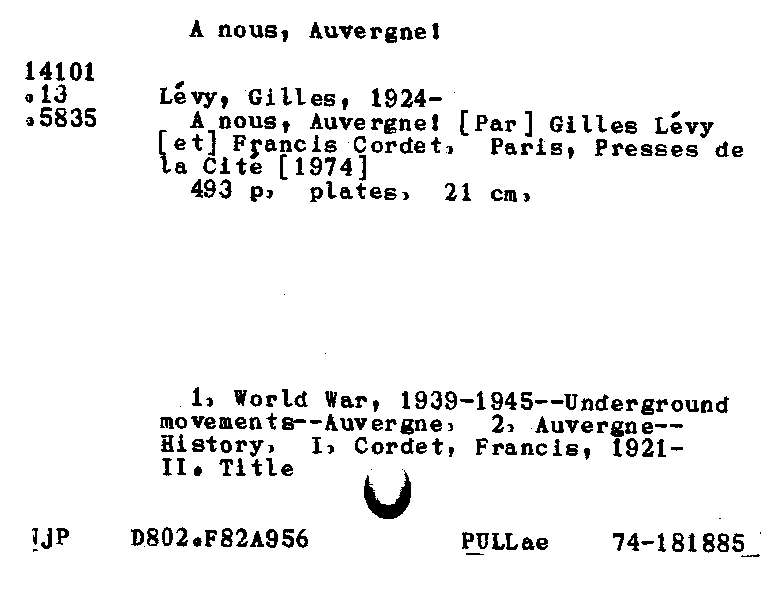 A nous, Auvergne!
14101
.13
.5835
Lévy, Gilles, 1924-
A nous, Auvergne! [Par] Gilles Lévy
[et] Francis Cordet. Paris, Presses de
la Cité [1974]
493 p. plates. 21 cm.
1. World War, 1939-1945--Underground
movements--Auvergne. 2. Auvergne--
History. I. Cordet, Francis, 1921-
II. Title
IJP D802.F82A956 PULLae 74-181885